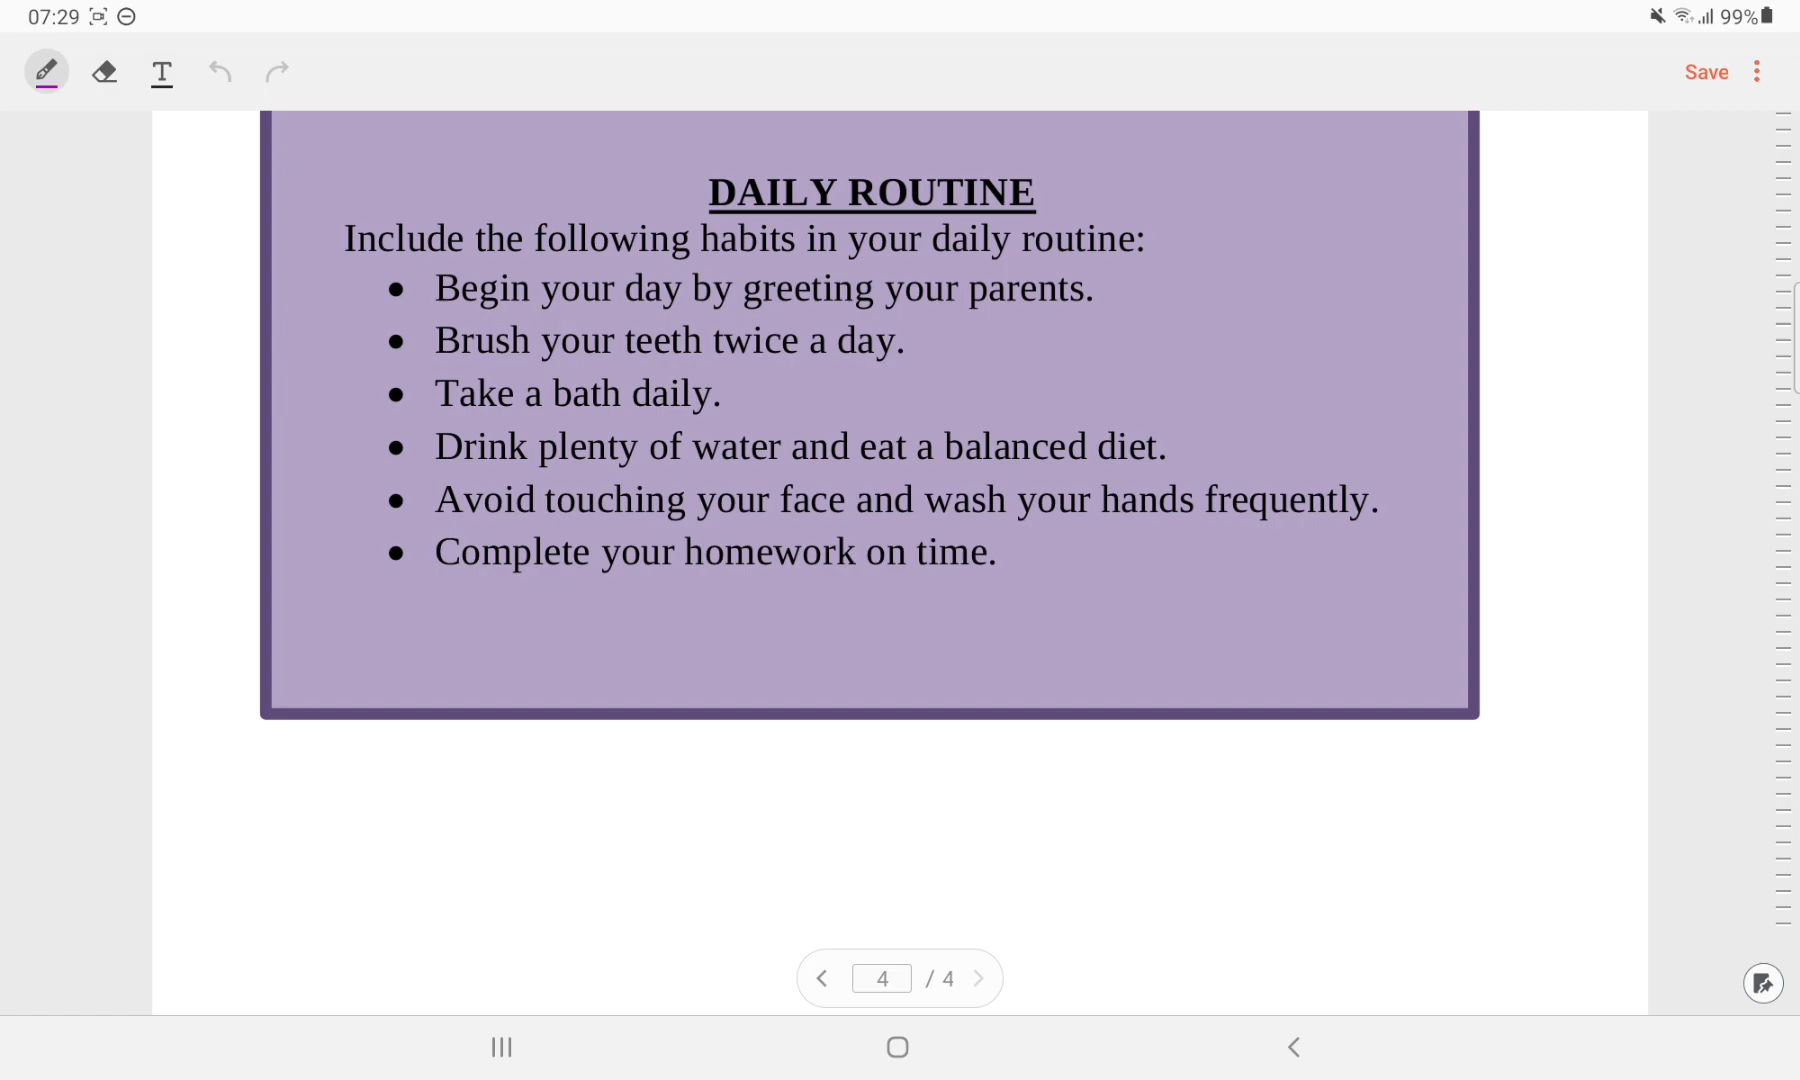 07:29
99%
Save
DAILY ROUTINE
Include the following habits in your daily routine:
• Begin your day by greeting your parents.
• Brush your teeth twice a day.
• Take a bath daily.
• Drink plenty of water and eat a balanced diet.
• Avoid touching your face and wash your hands frequently.
• Complete your homework on time.
4 / 4